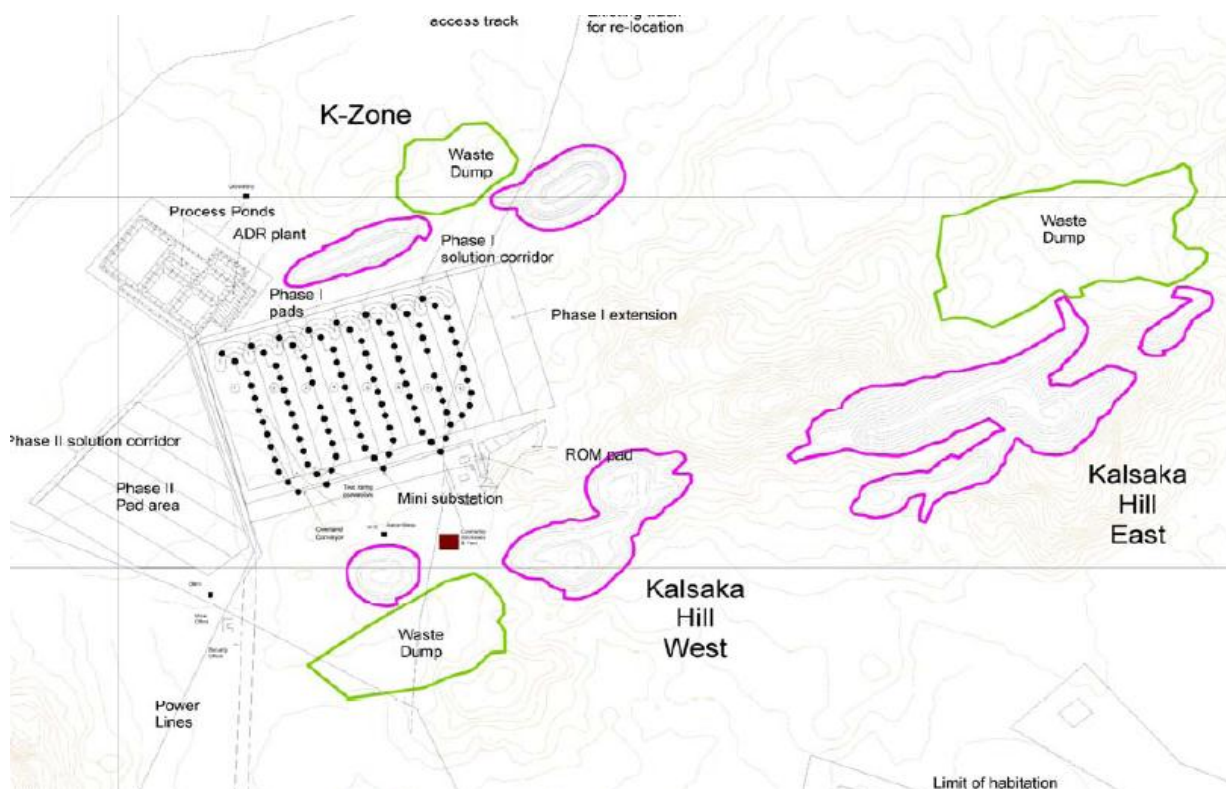 access track
for re-location
K-Zone
Waste
Dump
Process Ponds
ADR plant
Phase I
solution corridor
Waste
Dump
Phase I
pads
Phase I extension
Phase II solution corridor
Phase II
Pad area
ROM pad
Mini substation
Overland
Conveyor
Kalsaka
Hill
East
Kalsaka
Hill
West
Waste
Dump
Power
Lines
Limit of habitation